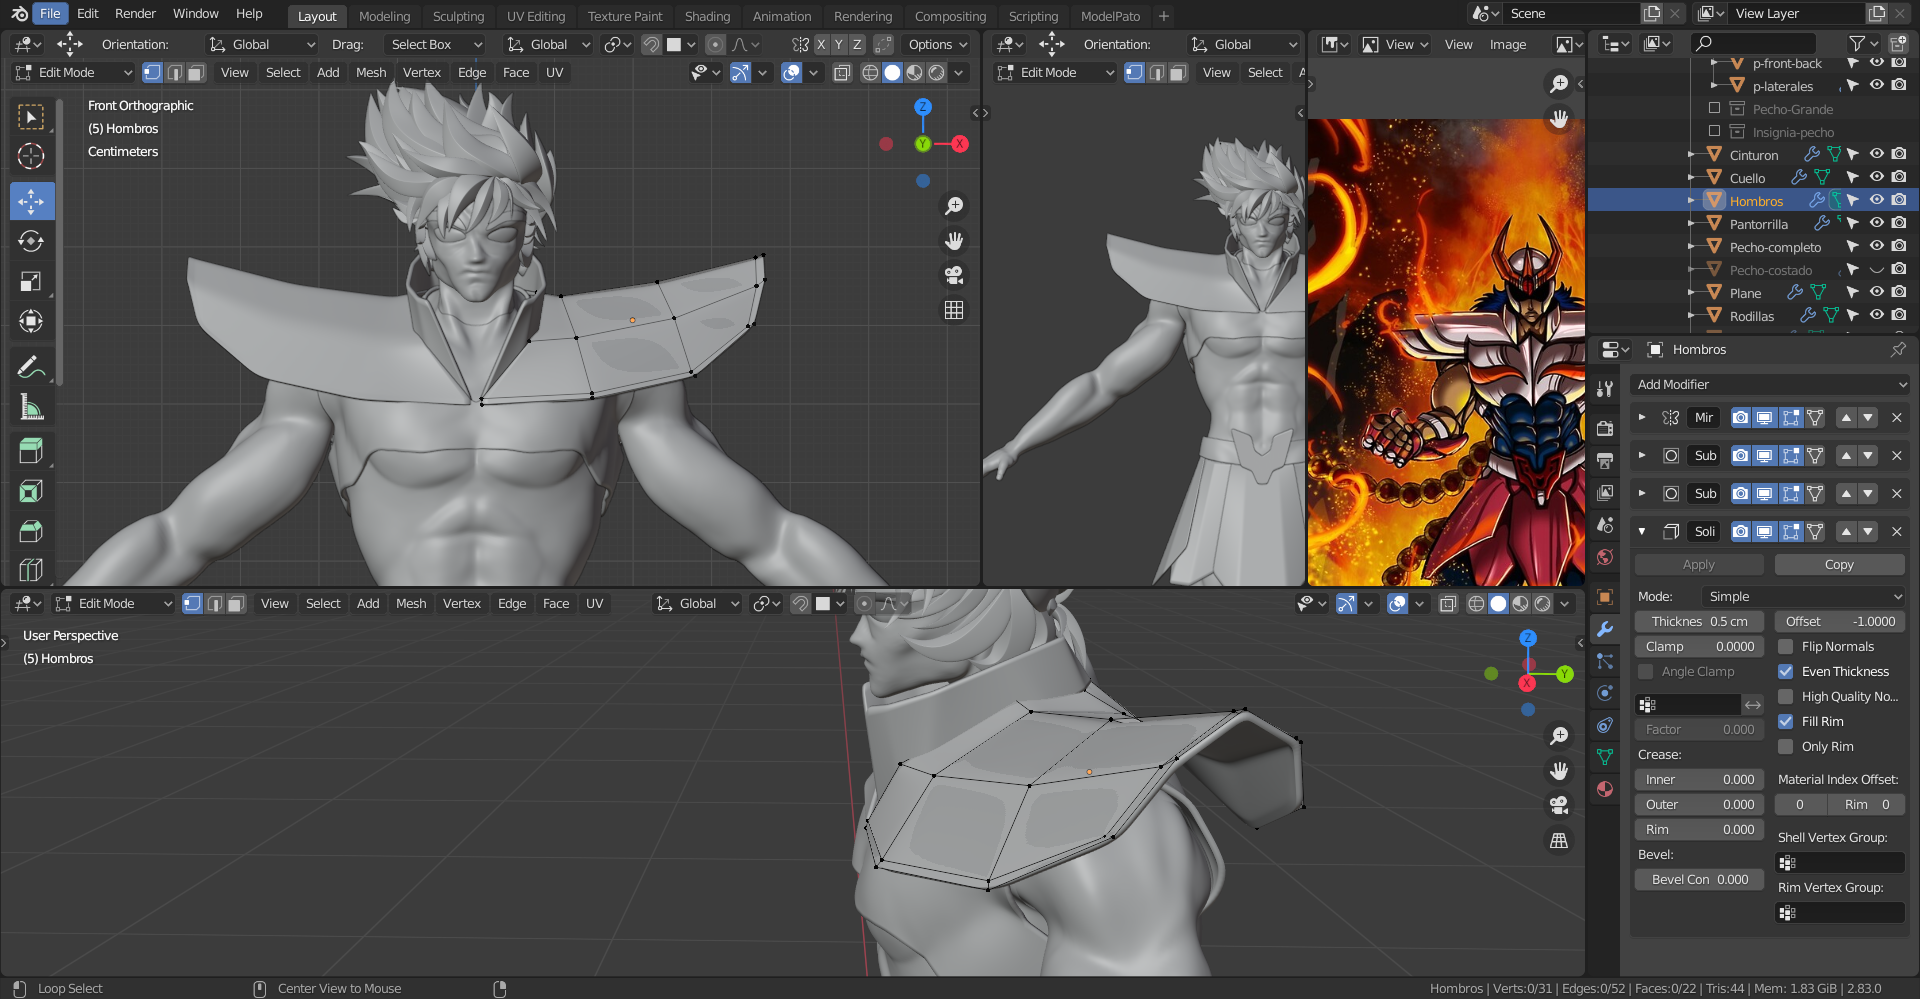 File Edit Render Window Help Layout Modeling Sculpting UV Editing Texture Paint Shading Animation Rendering Compositing Scripting ModelPato + Scene View Layer
Orientation: Global Drag: Select Box Global X Y Z Options
Orientation: Global View View Image
Edit Mode View Select Add Mesh Vertex Edge Face UV
Edit Mode View Select A
Front Orthographic
(5) Hombros
Centimeters
Z
Y
X
p-front-back
p-laterales
Pecho-Grande
Insignia-pecho
Cinturon
Cuello
Hombros
Pantorrilla
Pecho-completo
Pecho-costado
Plane
Rodillas
Hombros
Add Modifier
Mir
Sub
Sub
Soli
Apply Copy
Mode: Simple
Thicknes 0.5 cm Offset -1.0000
Clamp 0.0000 Flip Normals
Angle Clamp Even Thickness
High Quality No...
Factor 0.000 Fill Rim
Crease: Only Rim
Inner 0.000 Material Index Offset:
Outer 0.000 0 Rim 0
Rim 0.000 Shell Vertex Group:
Bevel:
Bevel Con 0.000 Rim Vertex Group:
Edit Mode View Select Add Mesh Vertex Edge Face UV Global
User Perspective
(5) Hombros
Z
Y
X
Loop Select Center View to Mouse Hombros | Verts:0/31 | Edges:0/52 | Faces:0/22 | Tris:44 | Mem: 1.83 GiB | 2.83.0